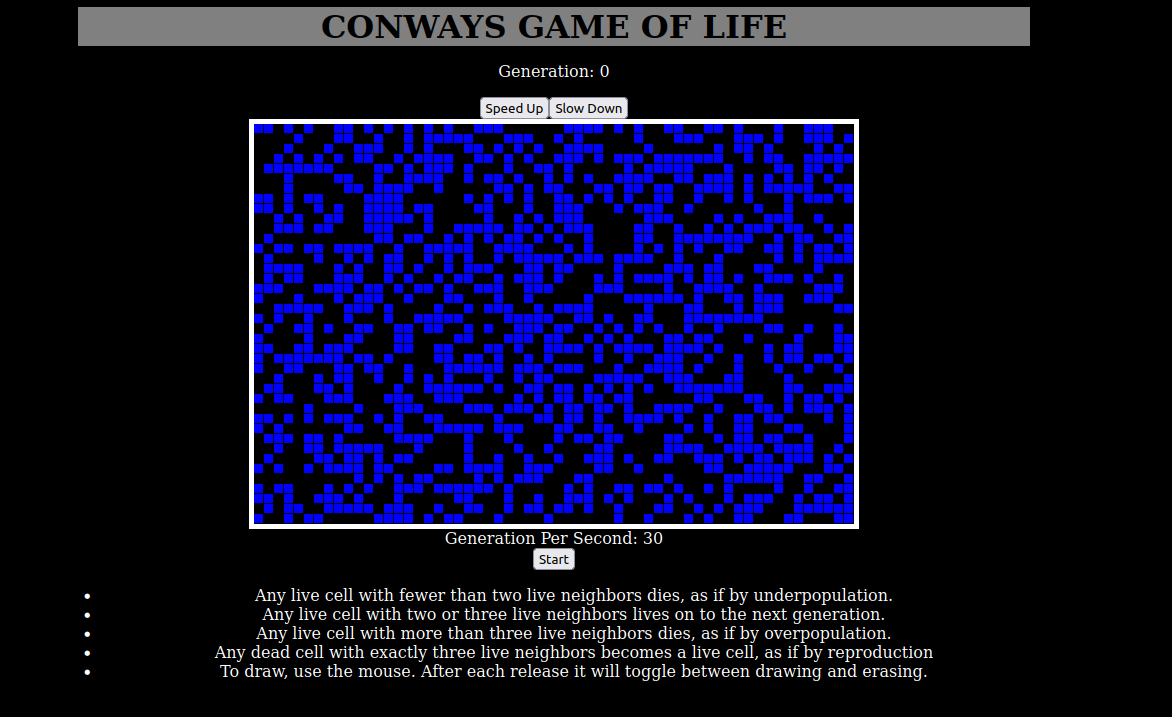 CONWAYS GAME OF LIFE
Generation: 0
Speed Up Slow Down
Generation Per Second: 30
Start
• Any live cell with fewer than two live neighbors dies, as if by underpopulation.
• Any live cell with two or three live neighbors lives on to the next generation.
• Any live cell with more than three live neighbors dies, as if by overpopulation.
• Any dead cell with exactly three live neighbors becomes a live cell, as if by reproduction
• To draw, use the mouse. After each release it will toggle between drawing and erasing.